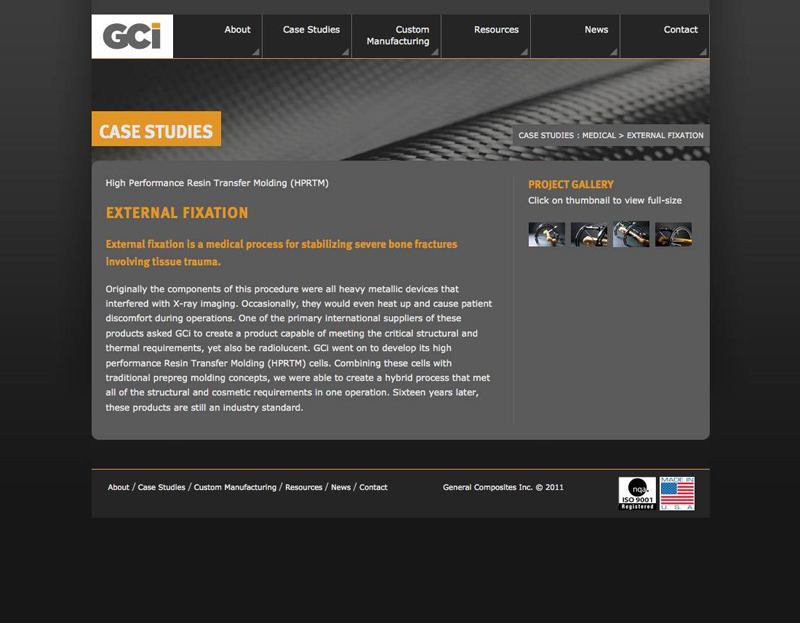 GCi
About
Case Studies
Custom
Manufacturing
Resources
News
Contact
CASE STUDIES
CASE STUDIES : MEDICAL > EXTERNAL FIXATION
High Performance Resin Transfer Molding (HPRTM)
EXTERNAL FIXATION
External fixation is a medical process for stabilizing severe bone fractures
involving tissue trauma.
Originally the components of this procedure were all heavy metallic devices that
interfered with X-ray imaging. Occasionally, they would even heat up and cause patient
discomfort during operations. One of the primary international suppliers of these
products asked GCi to create a product capable of meeting the critical structural and
thermal requirements, yet also be radiolucent. GCi went on to develop its high
performance Resin Transfer Molding (HPRTM) cells. Combining these cells with
traditional prepreg molding concepts, we were able to create a hybrid process that met
all of the structural and cosmetic requirements in one operation. Sixteen years later,
these products are still an industry standard.
PROJECT GALLERY
Click on thumbnail to view full-size
About / Case Studies / Custom Manufacturing / Resources / News / Contact
General Composites Inc. © 2011
nqa.
ISO 9001
Registered
MADE IN
U. S. A